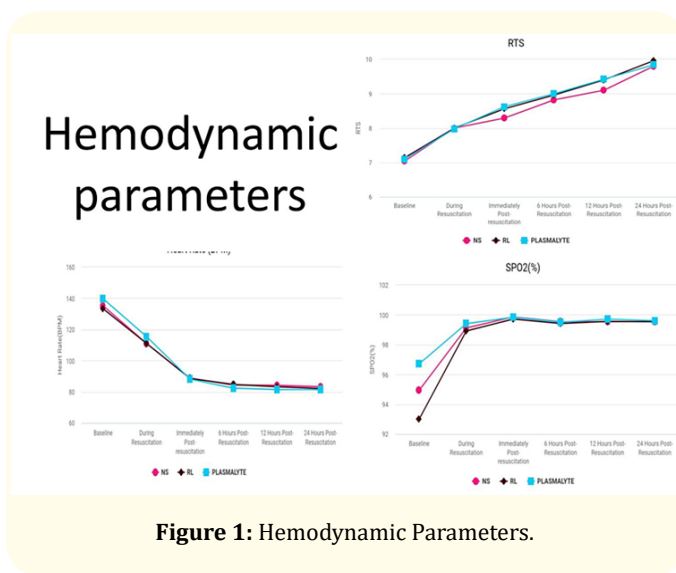 Hemodynamic
parameters
RTS
10
9
8
7
6
RTS
Baseline
During
Resuscitation
Immediately
Post-
resuscitation
6 Hours Post-
Resuscitation
12 Hours Post-
Resuscitation
24 Hours Post-
Resuscitation
NS RL PLASMALYTE
160
140
120
100
80
60
Heart Rate(BPM)
Baseline
During
Resuscitation
Immediately
Post-
resuscitation
6 Hours Post-
Resuscitation
12 Hours Post-
Resuscitation
24 Hours Post-
Resuscitation
NS RL PLASMALYTE
SPO2(%)
102
100
98
96
94
92
SPO2(%)
Baseline
During
Resuscitation
Immediately
Post-
resuscitation
6 Hours Post-
Resuscitation
12 Hours Post-
Resuscitation
24 Hours Post-
Resuscitation
NS RL PLASMALYTE
Figure 1: Hemodynamic Parameters.